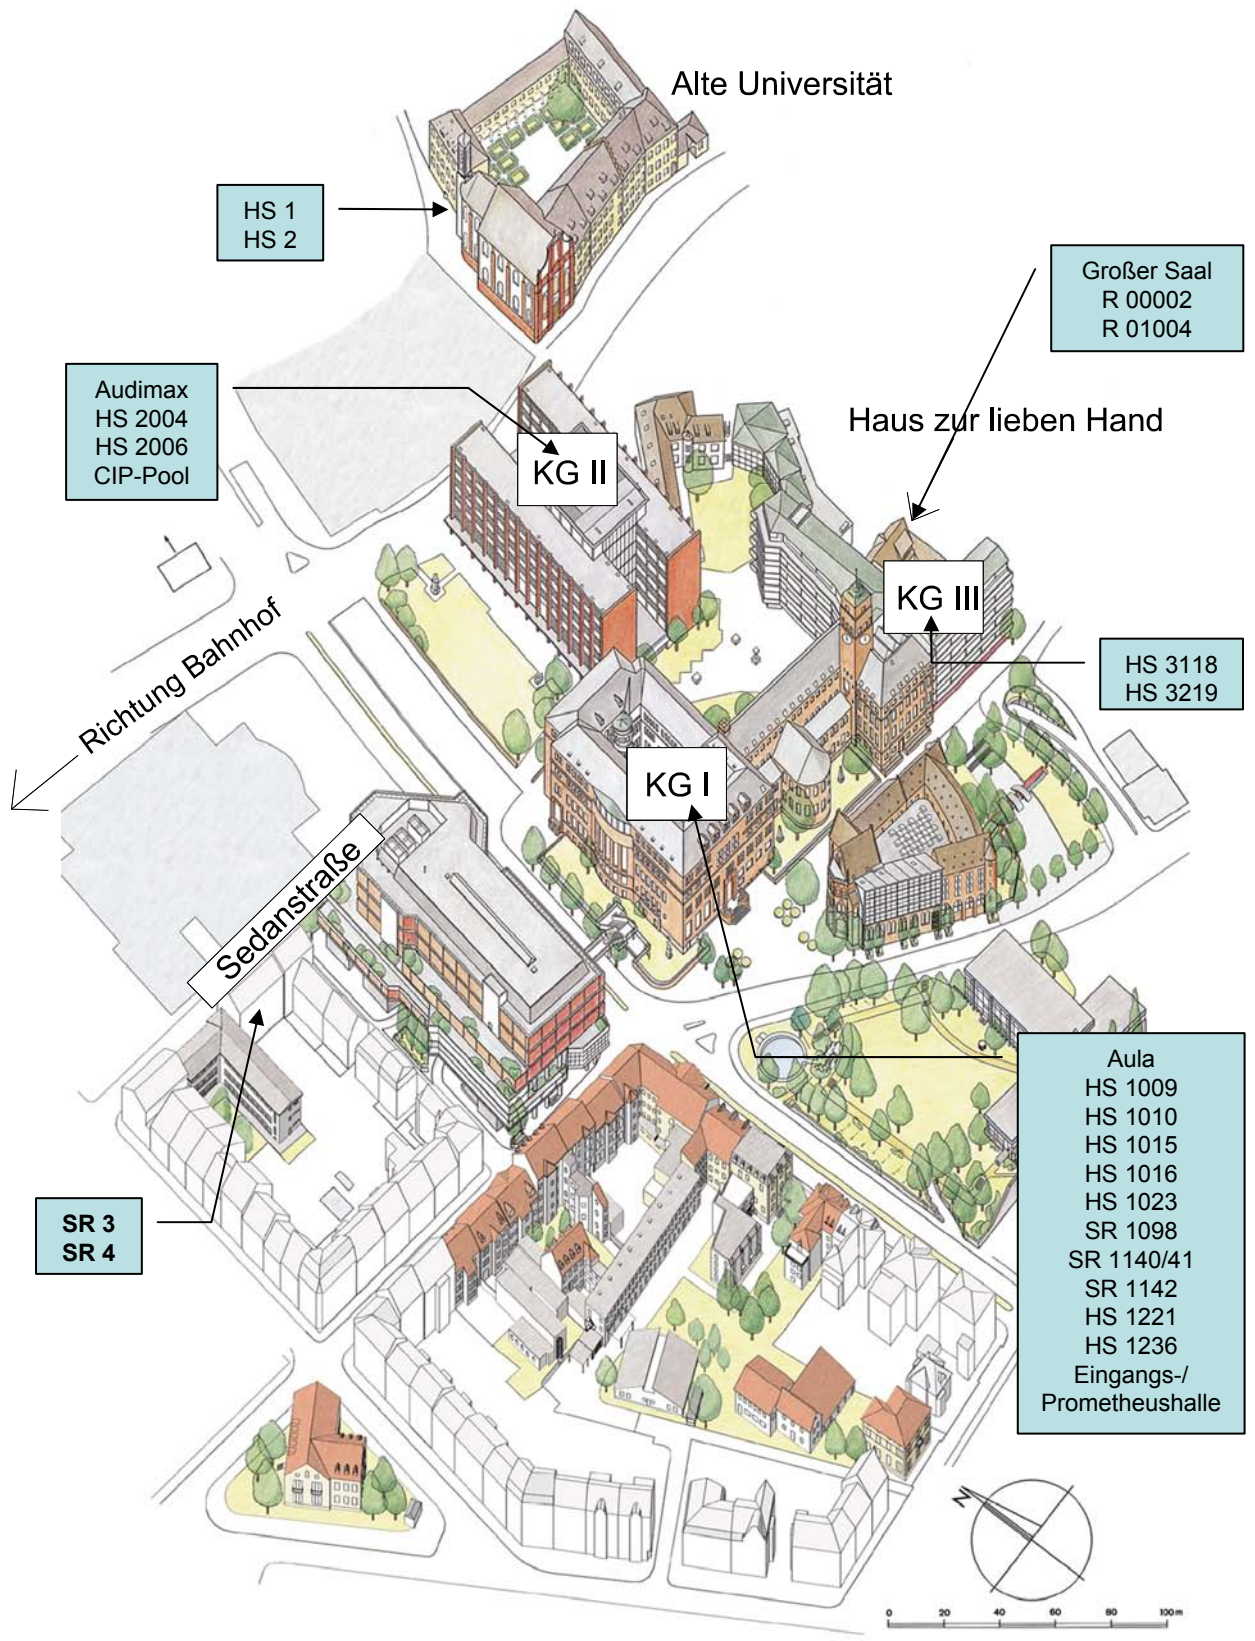 Alte Universität
HS 1
HS 2
Großer Saal
R 00002
R 01004
Audimax
HS 2004
HS 2006
CIP-Pool
Haus zur lieben Hand
KG II
KG III
HS 3118
HS 3219
Richtung Bahnhof
KG I
Sedanstraße
Aula
HS 1009
HS 1010
HS 1015
HS 1016
HS 1023
SR 1098
SR 1140/41
SR 1142
HS 1221
HS 1236
Eingangs-/
Prometheushalle
SR 3
SR 4
N
0 20 40 60 80 100 m